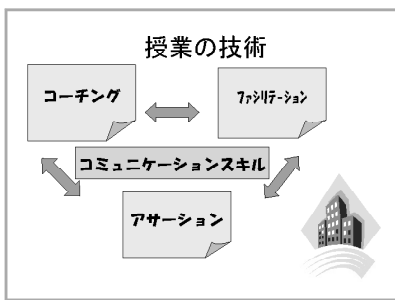 授業の技術
コーチング
ファシリテーション
コミュニケーションスキル
アサーション